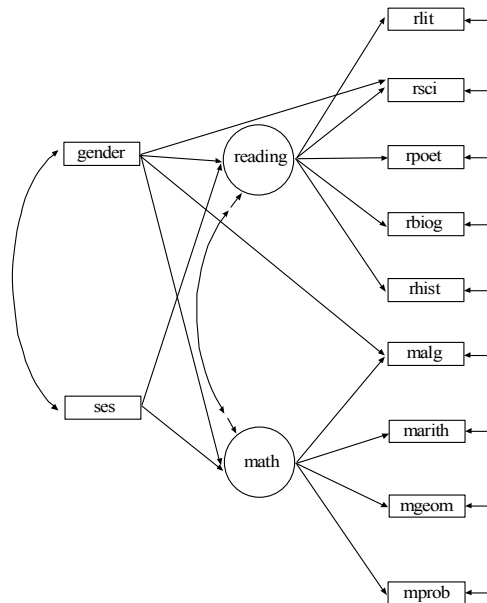 rlit
rsci
gender
reading
rpoet
rbiog
rhist
malg
ses
marith
math
mgeom
mprob